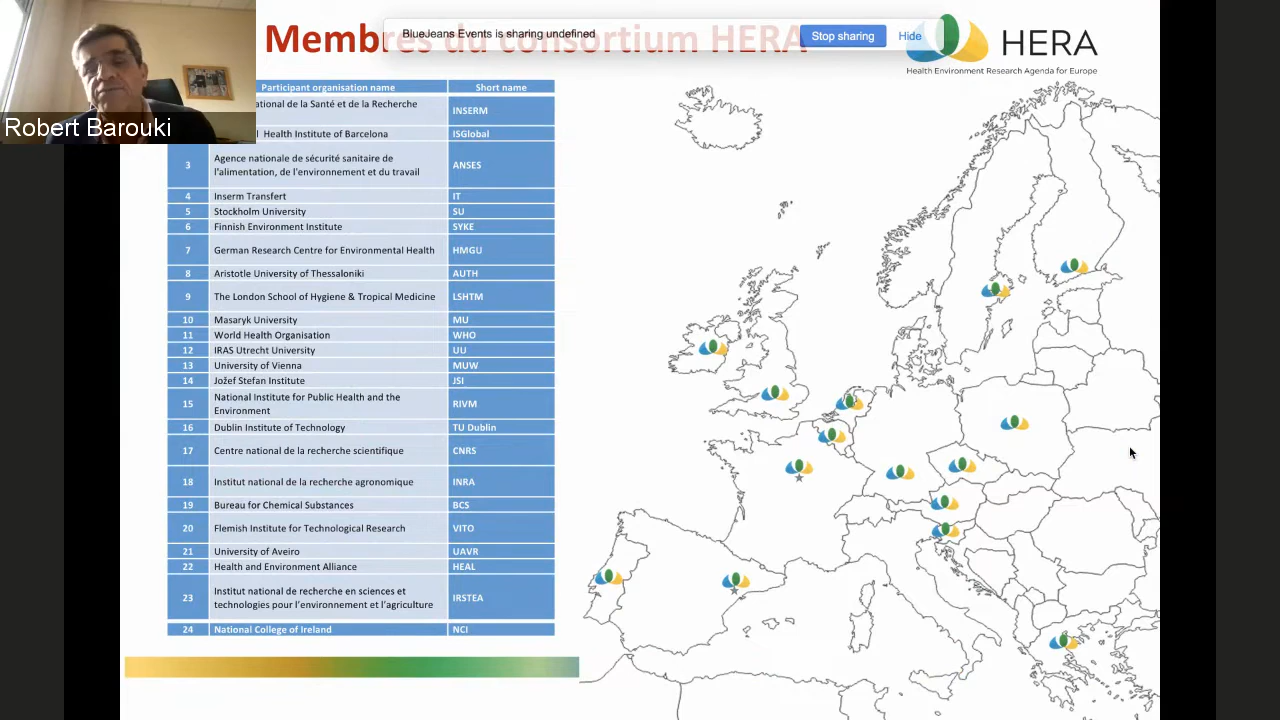 Membres du consortium HERA
BlueJeans Events is sharing undefined
Stop sharing
Hide
HERA
Health Environment Research Agenda for Europe
Robert Barouki
Participant organisation name Short name
ational de la Santé et de la Recherche INSERM
l Health Institute of Barcelona ISGlobal
3 Agence nationale de sécurité sanitaire de
l'alimentation, de l'environnement et du travail ANSES
4 Inserm Transfert IT
5 Stockholm University SU
6 Finnish Environment Institute SYKE
7 German Research Centre for Environmental Health HMGU
8 Aristotle University of Thessaloniki AUTH
9 The London School of Hygiene & Tropical Medicine LSHTM
10 Masaryk University MU
11 World Health Organisation WHO
12 IRAS Utrecht University UU
13 University of Vienna MUW
14 Jožef Stefan Institute JSI
15 National Institute for Public Health and the
Environment RIVM
16 Dublin Institute of Technology TU Dublin
17 Centre national de la recherche scientifique CNRS
18 Institut national de la recherche agronomique INRA
19 Bureau for Chemical Substances BCS
20 Flemish Institute for Technological Research VITO
21 University of Aveiro UAVR
22 Health and Environment Alliance HEAL
23 Institut national de recherche en sciences et
technologies pour l'environnement et l'agriculture IRSTEA
24 National College of Ireland NCI